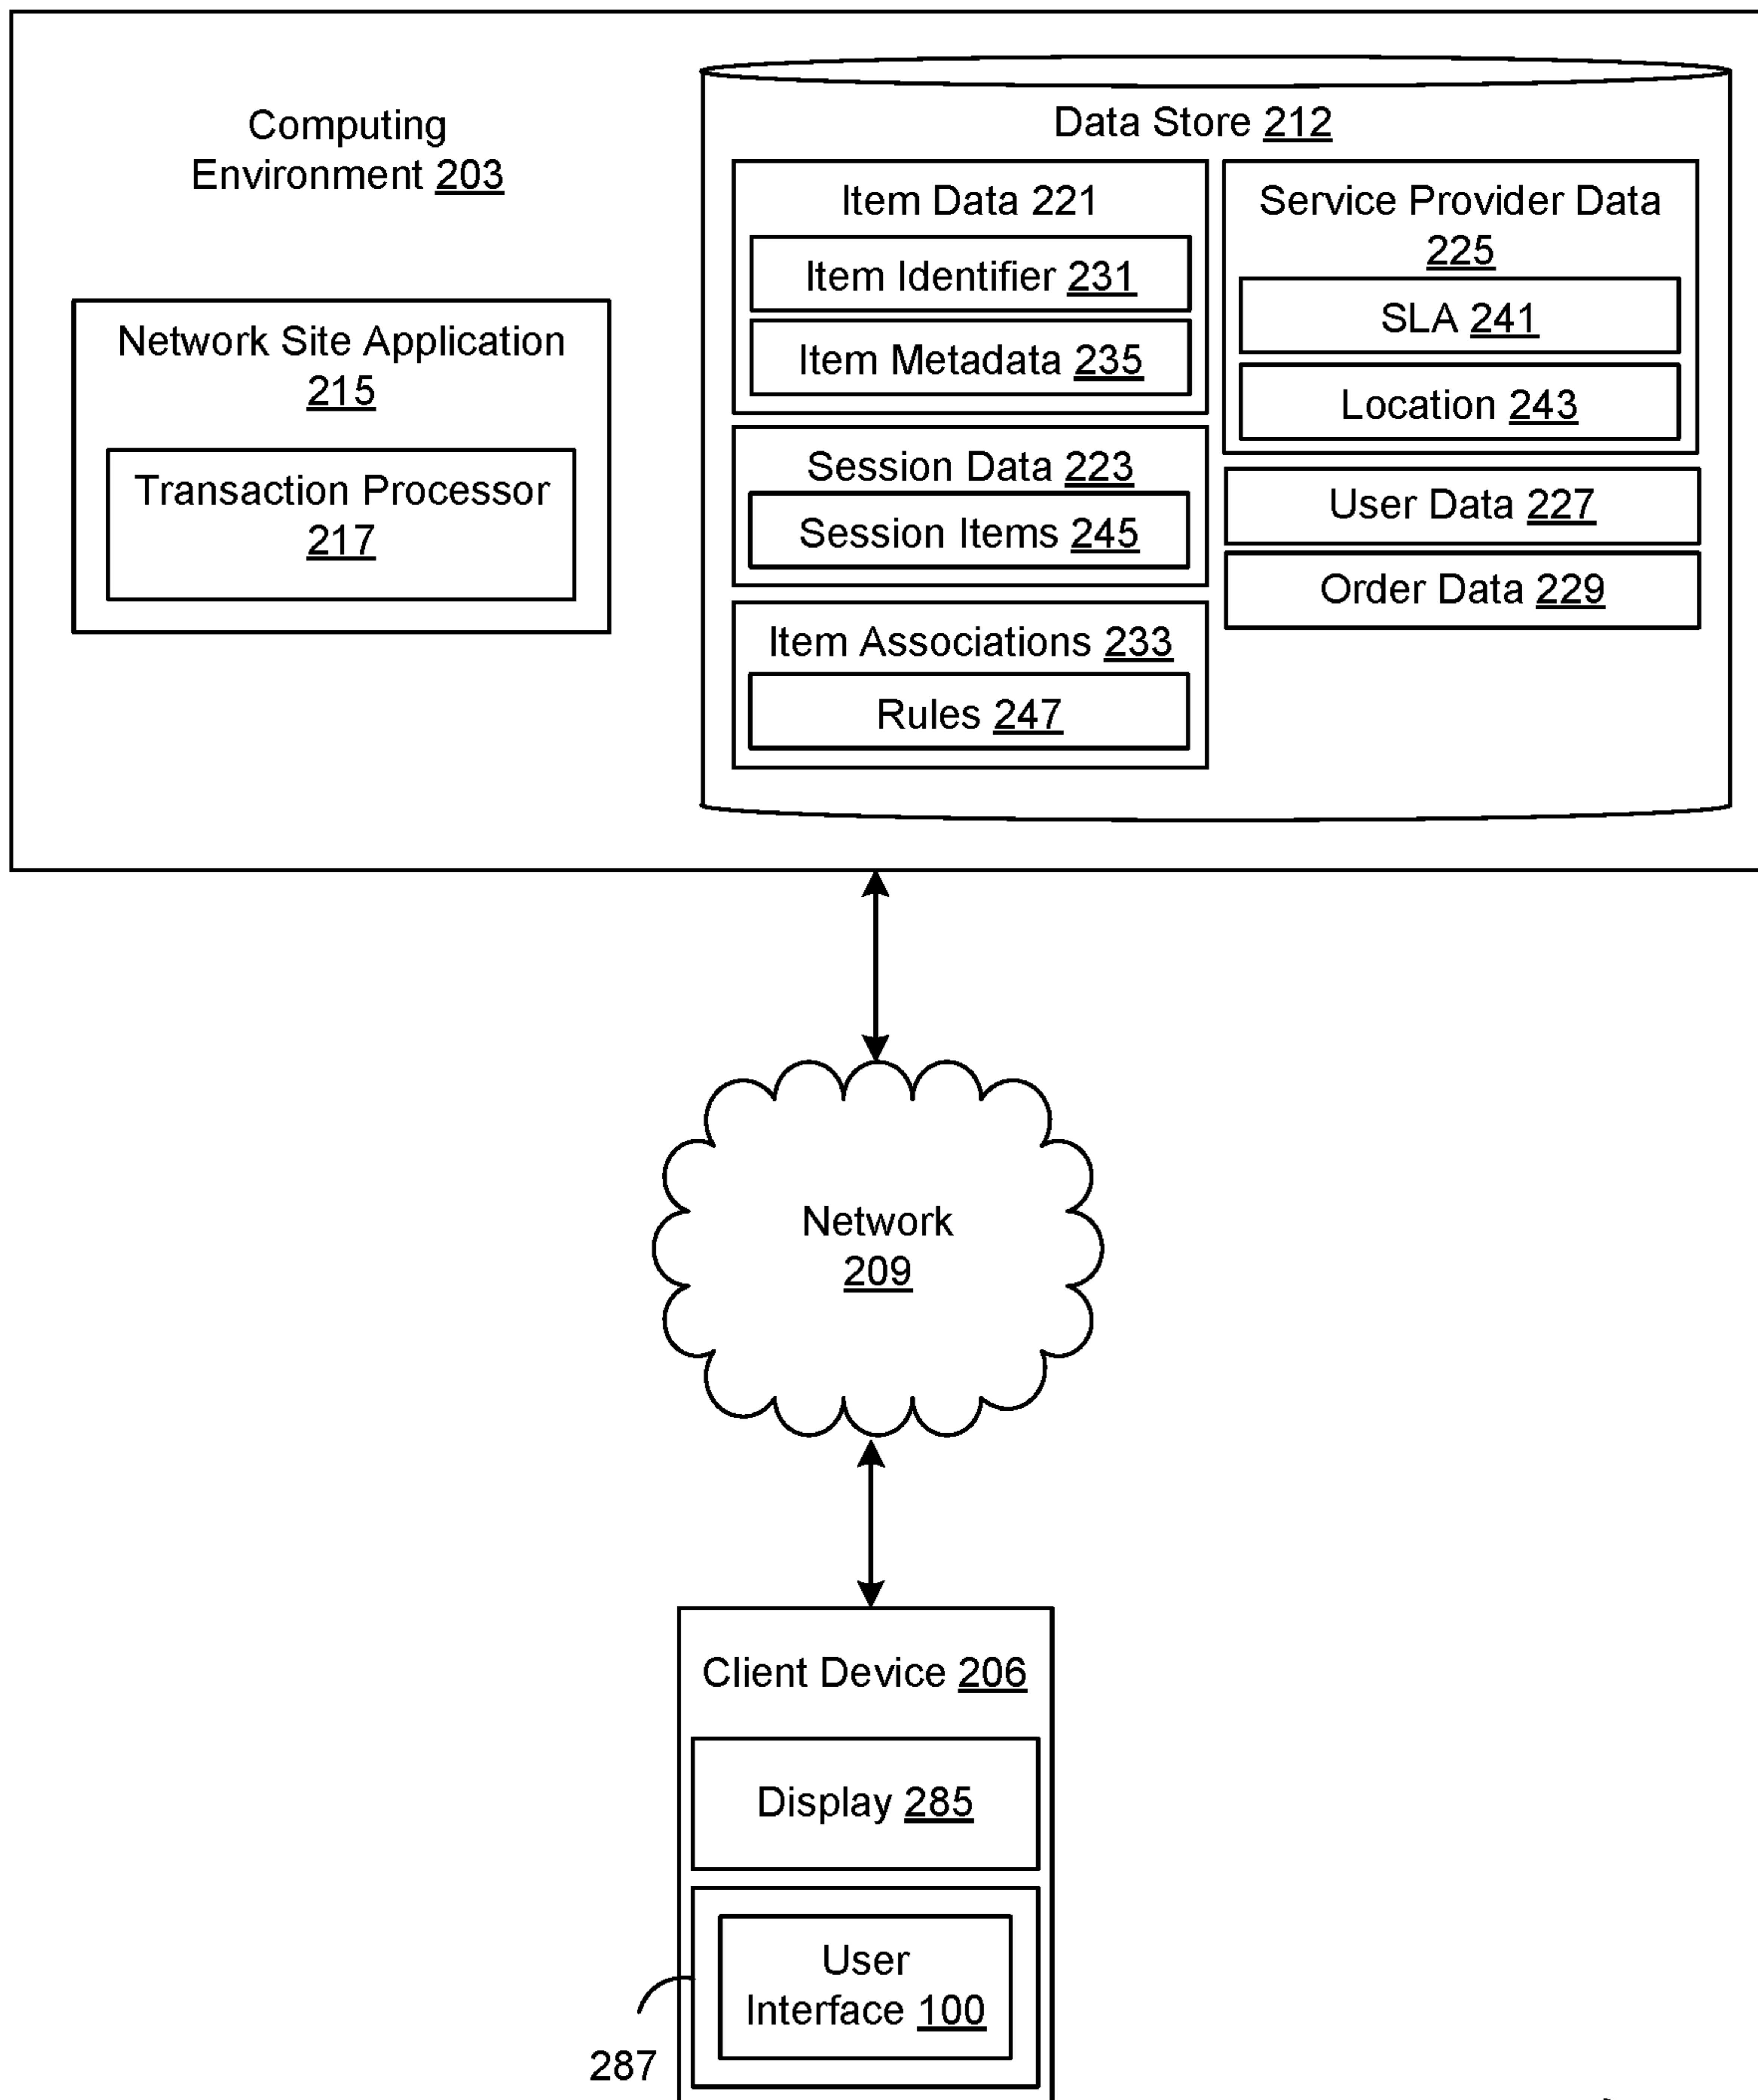 Computing
Environment 203
Network Site Application
215
Transaction Processor
217
Data Store 212
Item Data 221
Item Identifier 231
Item Metadata 235
Session Data 223
Session Items 245
Item Associations 233
Rules 247
Service Provider Data
225
SLA 241
Location 243
User Data 227
Order Data 229
Network
209
Client Device 206
Display 285
User
Interface 100
287